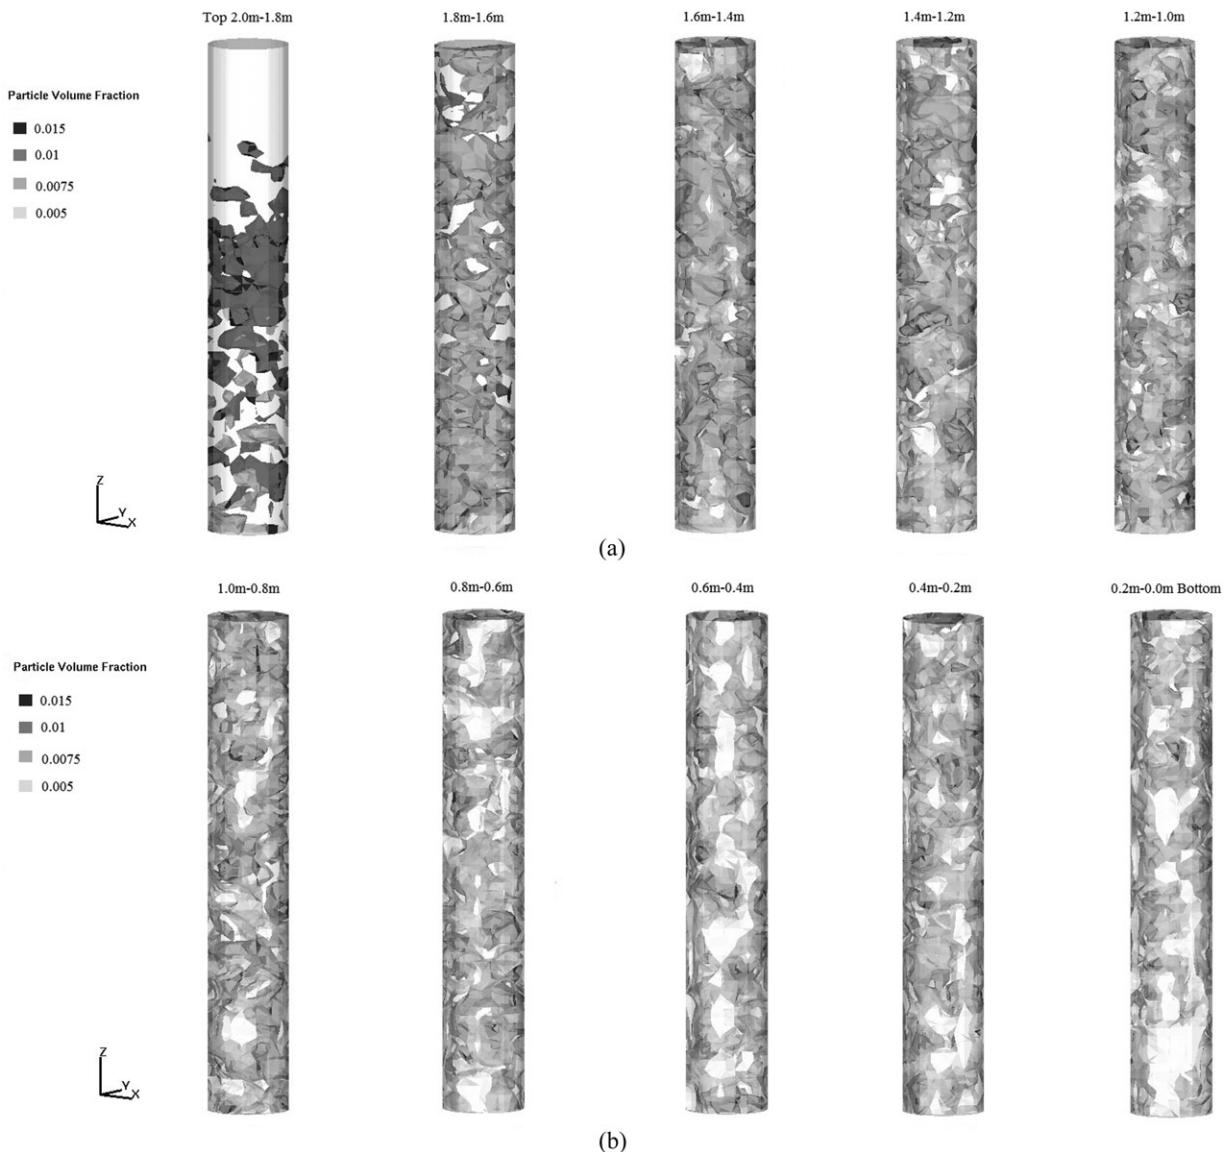 Top 2.0m-1.8m
1.8m-1.6m
1.6m-1.4m
1.4m-1.2m
1.2m-1.0m
Particle Volume Fraction
0.015
0.01
0.0075
0.005
Z
Y
X
(a)
1.0m-0.8m
0.8m-0.6m
0.6m-0.4m
0.4m-0.2m
0.2m-0.0m Bottom
Particle Volume Fraction
0.015
0.01
0.0075
0.005
Z
Y
X
(b)